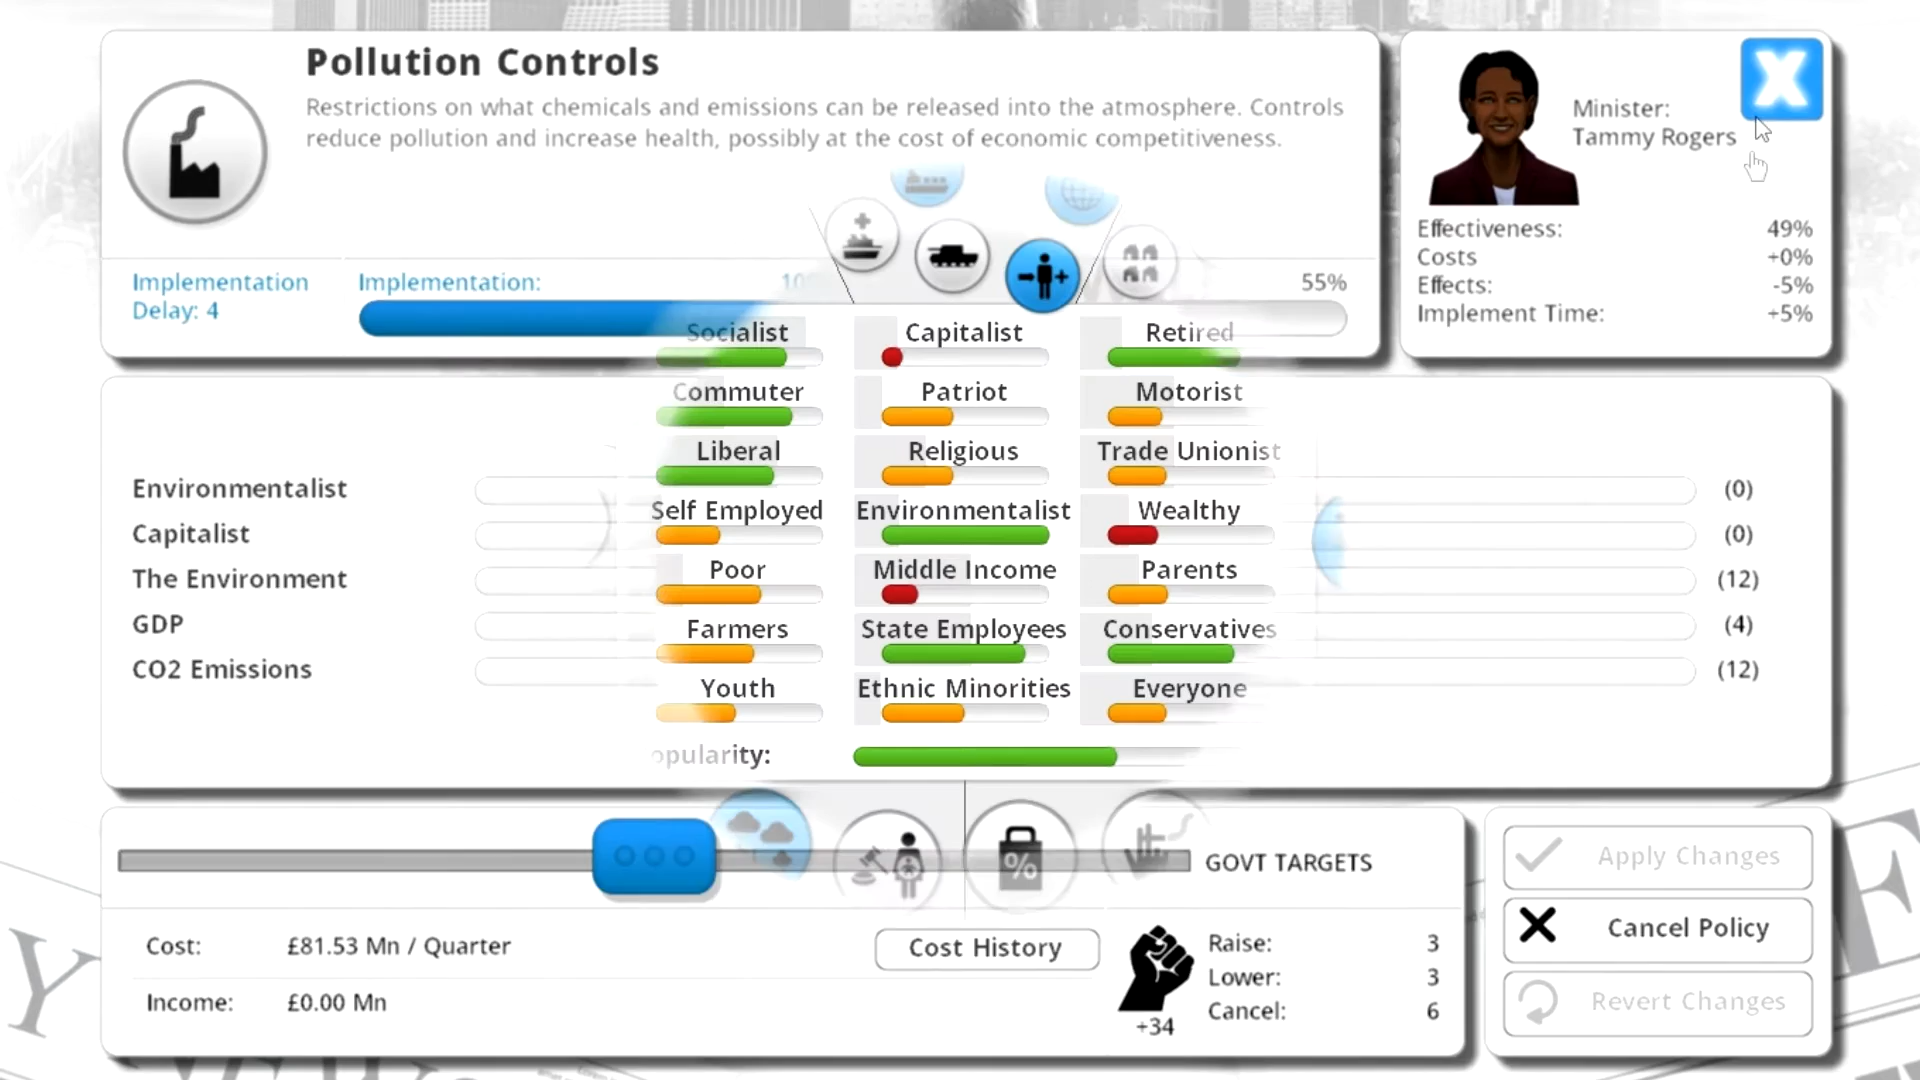 Pollution Controls
Restrictions on what chemicals and emissions can be released into the atmosphere. Controls
reduce pollution and increase health, possibly at the cost of economic competitiveness.
Implementation
Delay: 4
Implementation:
55%
Minister:
Tammy Rogers
Effectiveness: 49%
Costs +0%
Effects: -5%
Implement Time: +5%
Socialist Capitalist Retired
Commuter Patriot Motorist
Liberal Religious Trade Unionist
Self Employed Environmentalist Wealthy
Poor Middle Income Parents
Farmers State Employees Conservatives
Youth Ethnic Minorities Everyone
opularity:
Environmentalist (0)
Capitalist (0)
The Environment (12)
GDP (4)
CO2 Emissions (12)
GOVT TARGETS
Cost: £81.53 Mn / Quarter
Income: £0.00 Mn
Cost History
+34
Raise: 3
Lower: 3
Cancel: 6
Apply Changes
Cancel Policy
Revert Changes